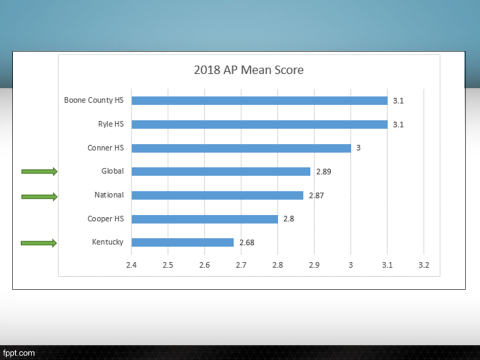 2018 AP Mean Score
Boone County HS 3.1
Ryle HS 3.1
Conner HS 3
Global 2.89
National 2.87
Cooper HS 2.8
Kentucky 2.68
2.4 2.5 2.6 2.7 2.8 2.9 3 3.1 3.2
fppt.com